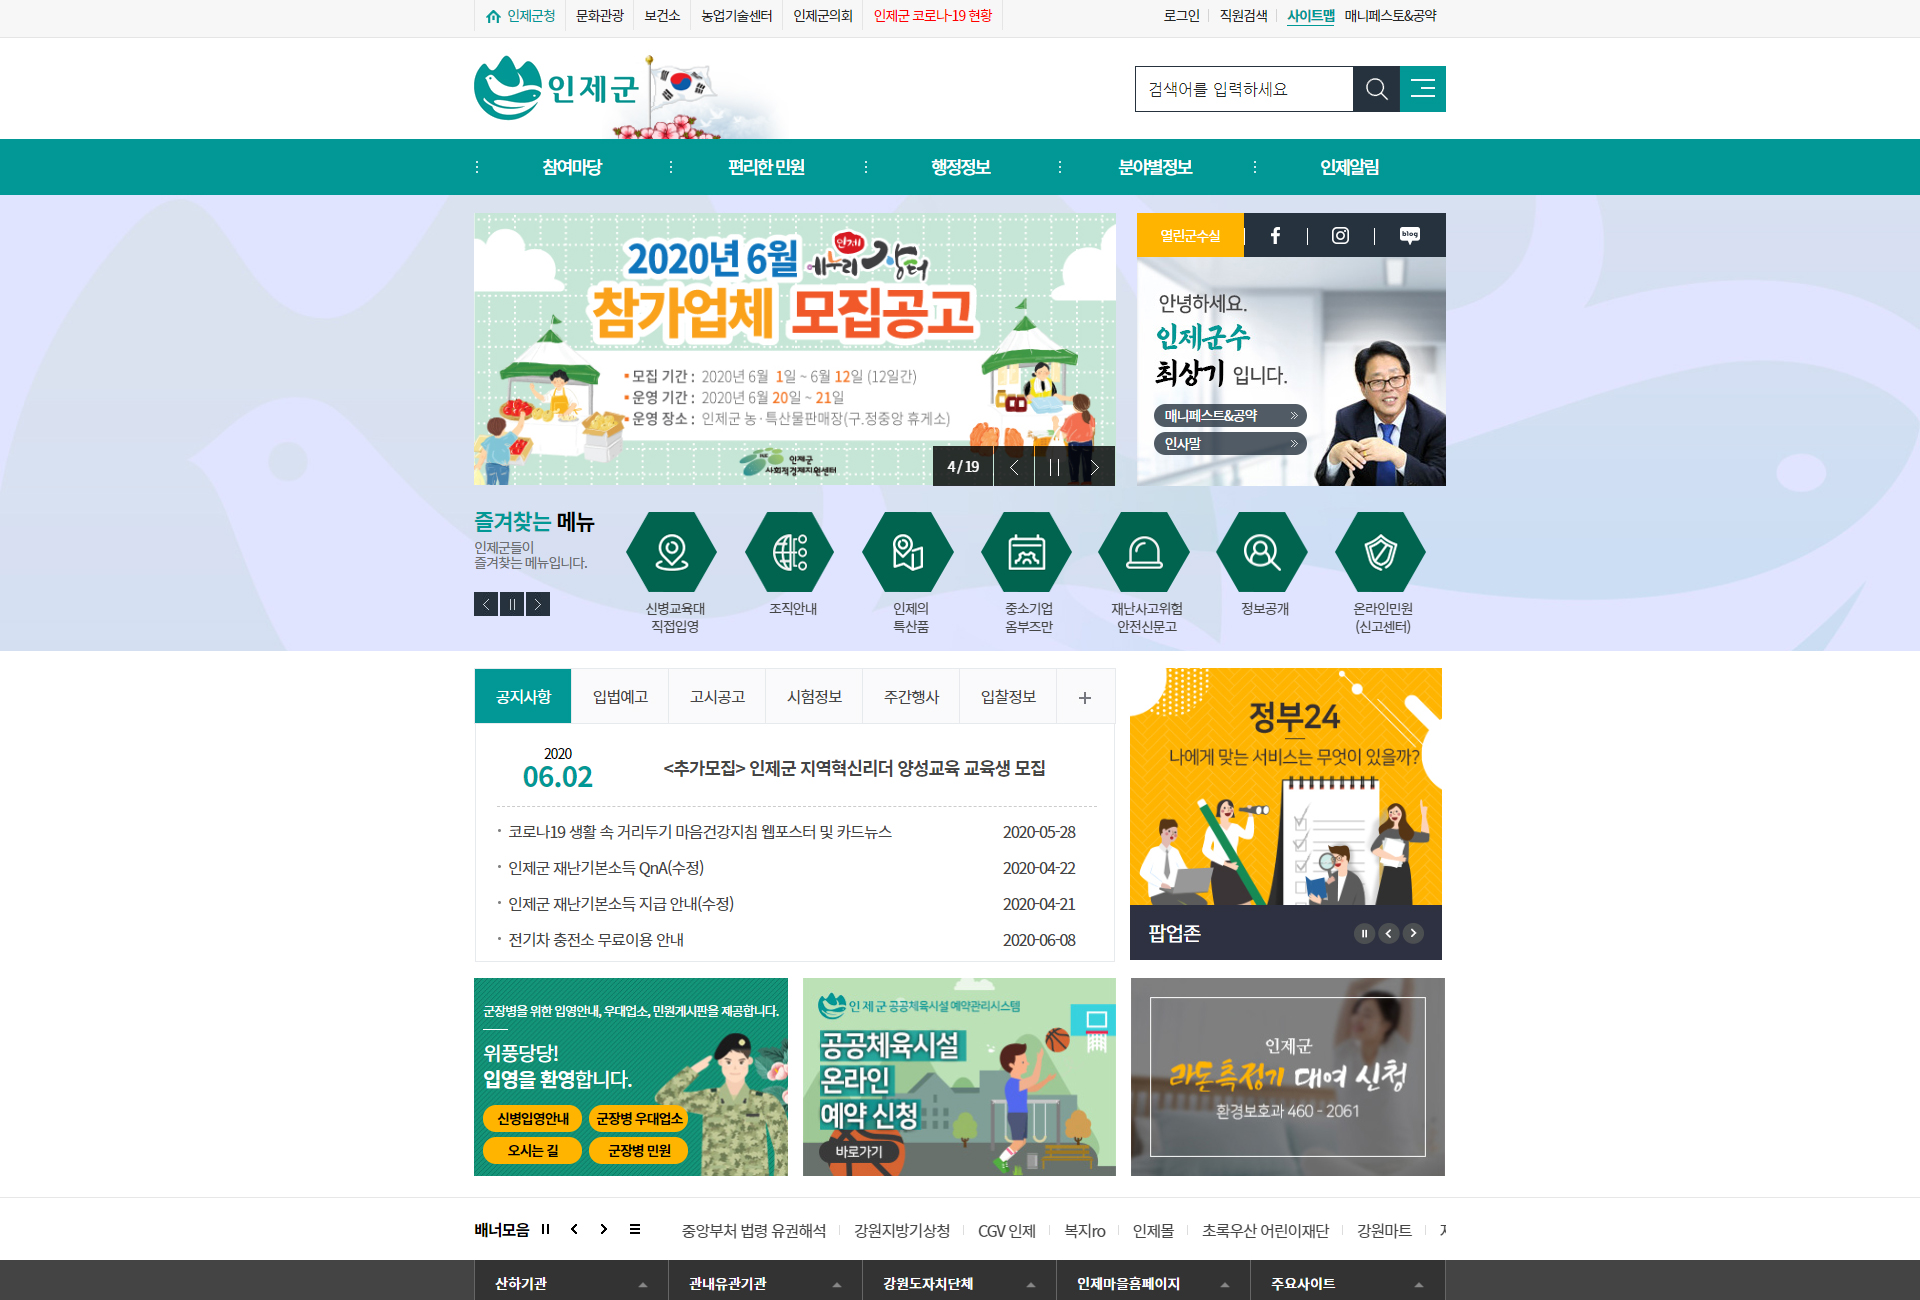 인제군청 문화관광 보건소 농업기술센터 인제군의회 인제군 코로나-19 현황 로그인 직원검색 사이트맵 매니페스토&공약
인제군
검색어를 입력하세요
참여마당 편리한 민원 행정정보 분야별정보 인제알림
2020년 6월 인제 에누리 장터
참가업체 모집공고
모집 기간 : 2020년 6월 1일 ~ 6월 12일 (12일간)
운영 기간 : 2020년 6월 20일 ~ 21일
운영 장소 : 인제군 농·특산물판매장(구.정중앙 휴게소)
인제군
사회적경제지원센터
4 / 19
열린군수실 blog
안녕하세요.
인제군수
최상기 입니다.
매니페스트&공약
인사말
즐겨찾는 메뉴
인제군들이
즐겨찾는 메뉴입니다.
신병교육대
직접입영
조직안내
인제의
특산품
중소기업
옴부즈만
재난사고위험
안전신문고
정보공개
온라인민원
(신고센터)
공지사항 입법예고 고시공고 시험정보 주간행사 입찰정보
2020
06.02
<추가모집> 인제군 지역혁신리더 양성교육 교육생 모집
코로나19 생활 속 거리두기 마음건강지침 웹포스터 및 카드뉴스 2020-05-28
인제군 재난기본소득 QnA(수정) 2020-04-22
인제군 재난기본소득 지급 안내(수정) 2020-04-21
전기차 충전소 무료이용 안내 2020-06-08
정부24
나에게 맞는 서비스는 무엇이 있을까?
팝업존
군장병을 위한 입영안내, 우대업소, 민원게시판을 제공합니다.
위풍당당!
입영을 환영합니다.
신병입영안내 군장병 우대업소
오시는 길 군장병 민원
인제군 공공체육시설 예약관리시스템
공공체육시설
온라인
예약 신청
바로가기
인제군
라돈측정기 대여 신청
환경보호과 460 - 2061
배너모음 중앙부처 법령 유권해석 강원지방기상청 CGV 인제 복지ro 인제몰 초록우산 어린이재단 강원마트
산하기관 관내유관기관 강원도자치단체 인제마을홈페이지 주요사이트